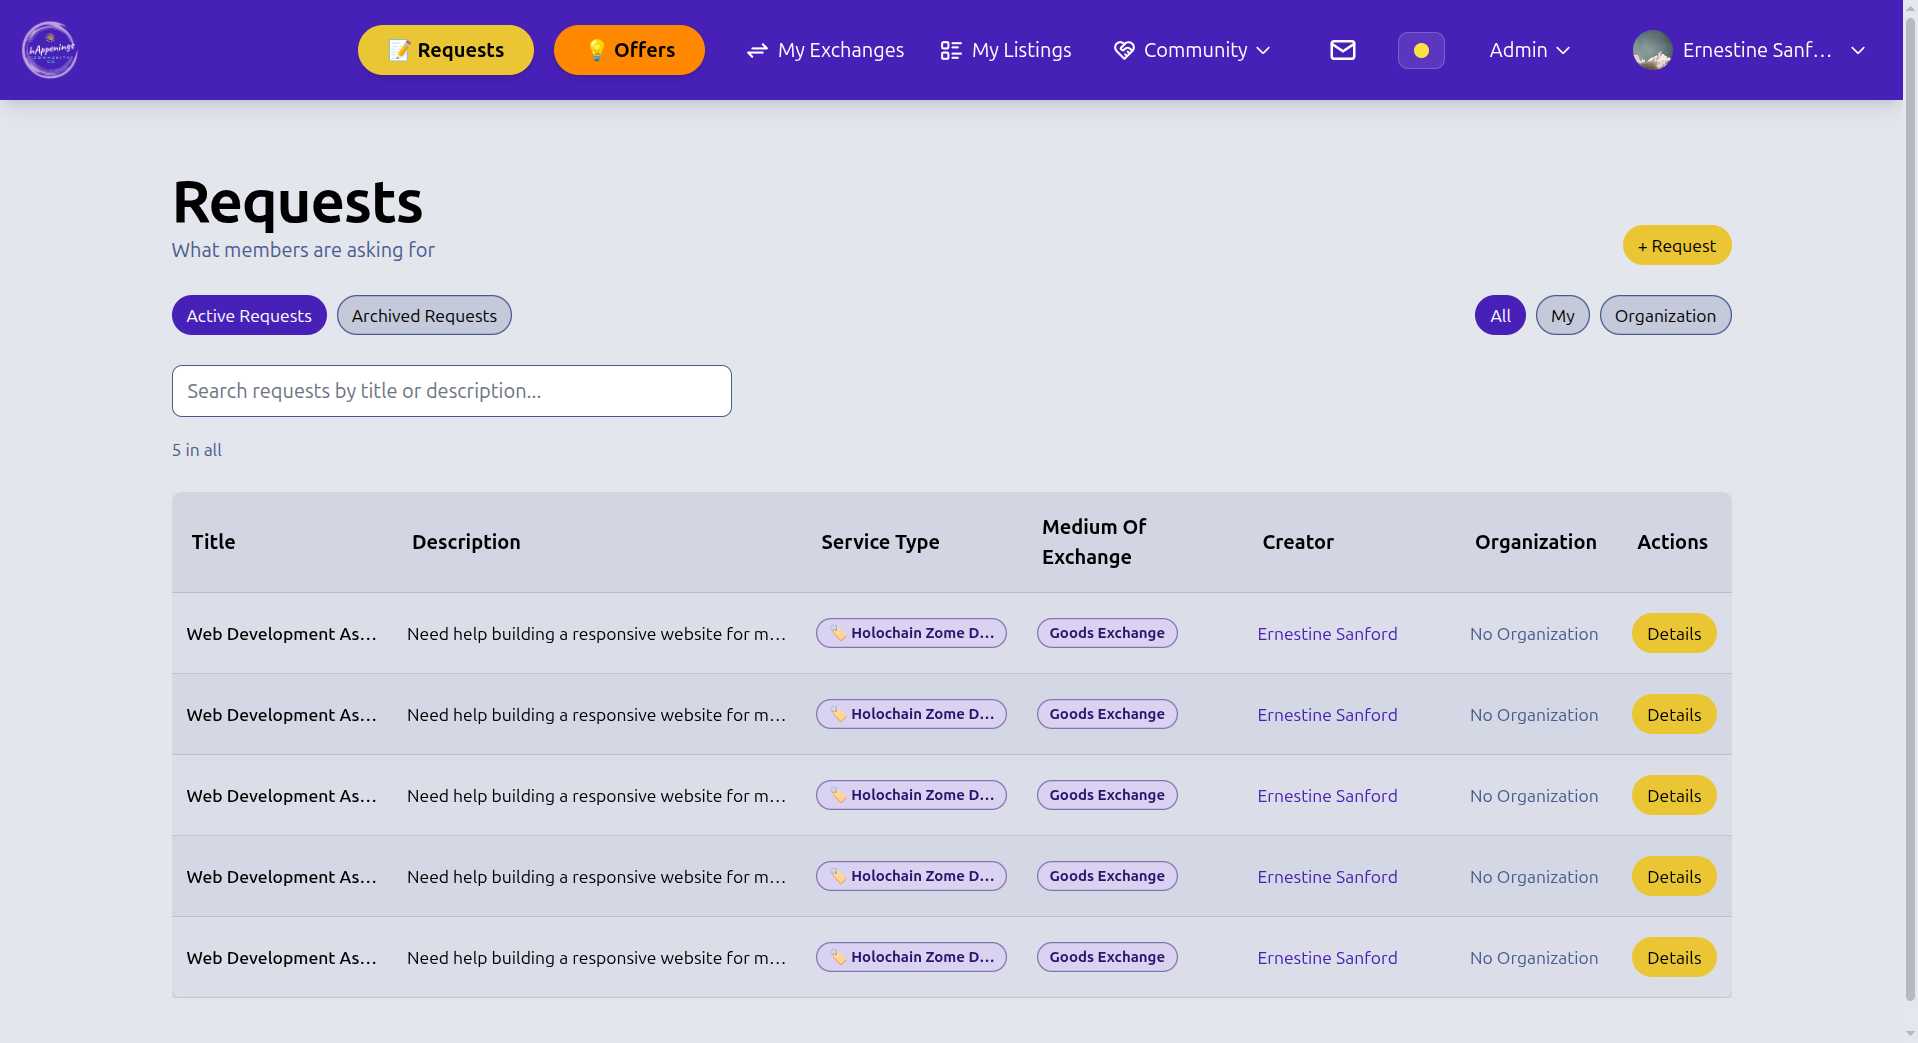 hAppenings
COMMUNITY
📝 Requests
💡 Offers
My Exchanges
My Listings
Community
Admin
Ernestine Sanf...
Requests
What members are asking for
+ Request
Active Requests
Archived Requests
All
My
Organization
Search requests by title or description...
5 in all
Title Description Service Type Medium Of Exchange Creator Organization Actions
Web Development As... Need help building a responsive website for m... 🏷️ Holochain Zome D... Goods Exchange Ernestine Sanford No Organization Details
Web Development As... Need help building a responsive website for m... 🏷️ Holochain Zome D... Goods Exchange Ernestine Sanford No Organization Details
Web Development As... Need help building a responsive website for m... 🏷️ Holochain Zome D... Goods Exchange Ernestine Sanford No Organization Details
Web Development As... Need help building a responsive website for m... 🏷️ Holochain Zome D... Goods Exchange Ernestine Sanford No Organization Details
Web Development As... Need help building a responsive website for m... 🏷️ Holochain Zome D... Goods Exchange Ernestine Sanford No Organization Details